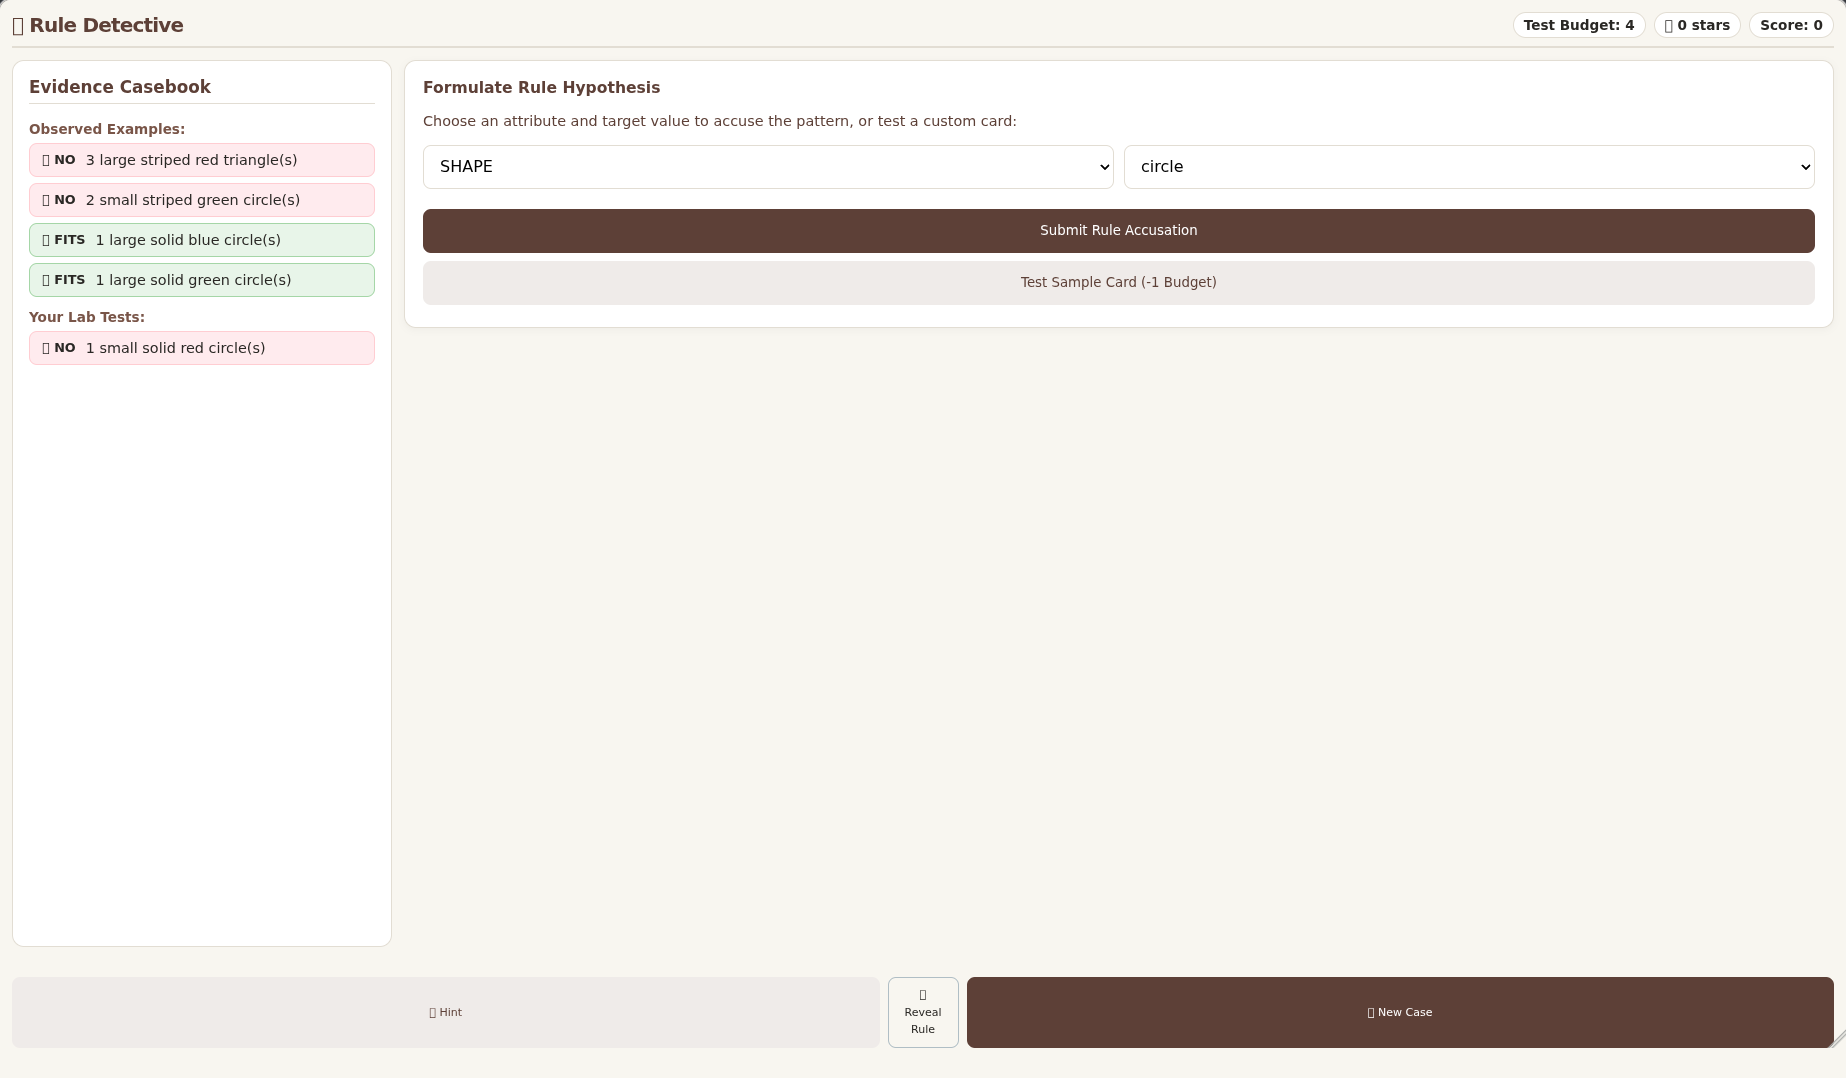 Rule Detective
Test Budget: 4
0 stars
Score: 0
Evidence Casebook
Observed Examples:
NO 3 large striped red triangle(s)
NO 2 small striped green circle(s)
FITS 1 large solid blue circle(s)
FITS 1 large solid green circle(s)
Your Lab Tests:
NO 1 small solid red circle(s)
Formulate Rule Hypothesis
Choose an attribute and target value to accuse the pattern, or test a custom card:
SHAPE
circle
Submit Rule Accusation
Test Sample Card (-1 Budget)
Hint
Reveal
Rule
New Case